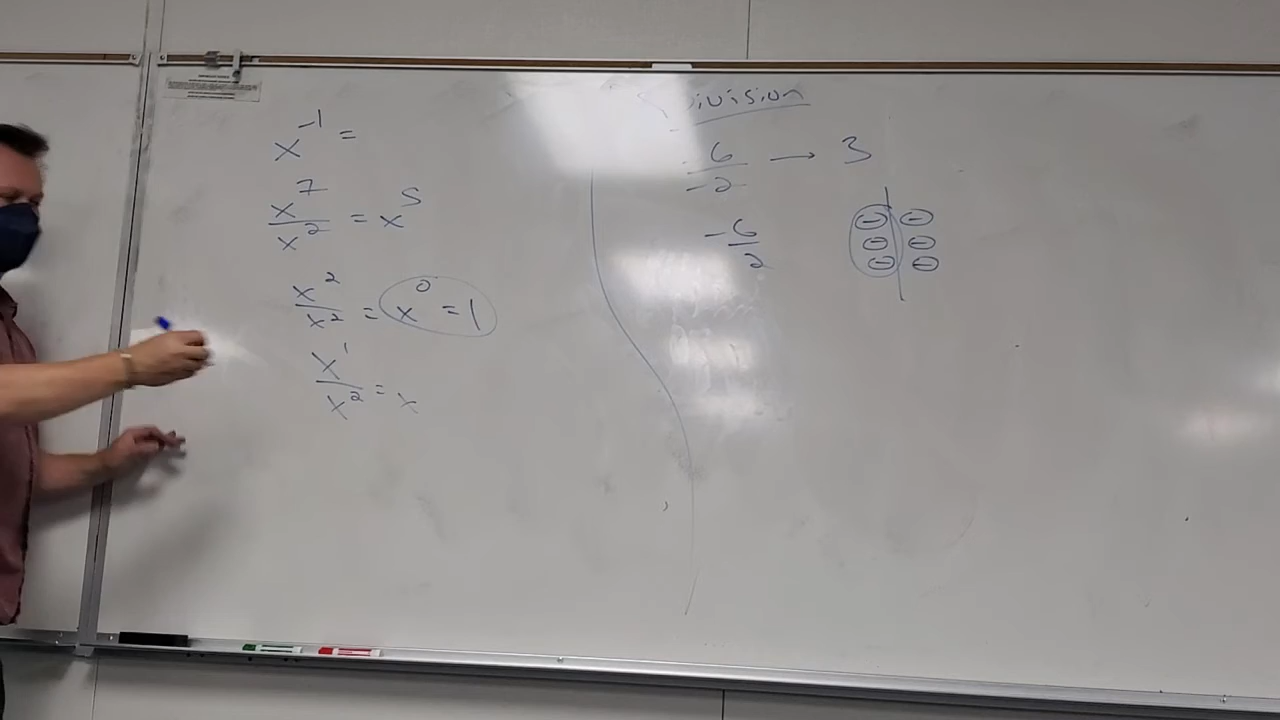 x⁻¹ =
x⁷/x² = x⁵
x²/x² = x⁰ = 1
x¹/x² = x
Division
-6/-2 → 3
-6/2